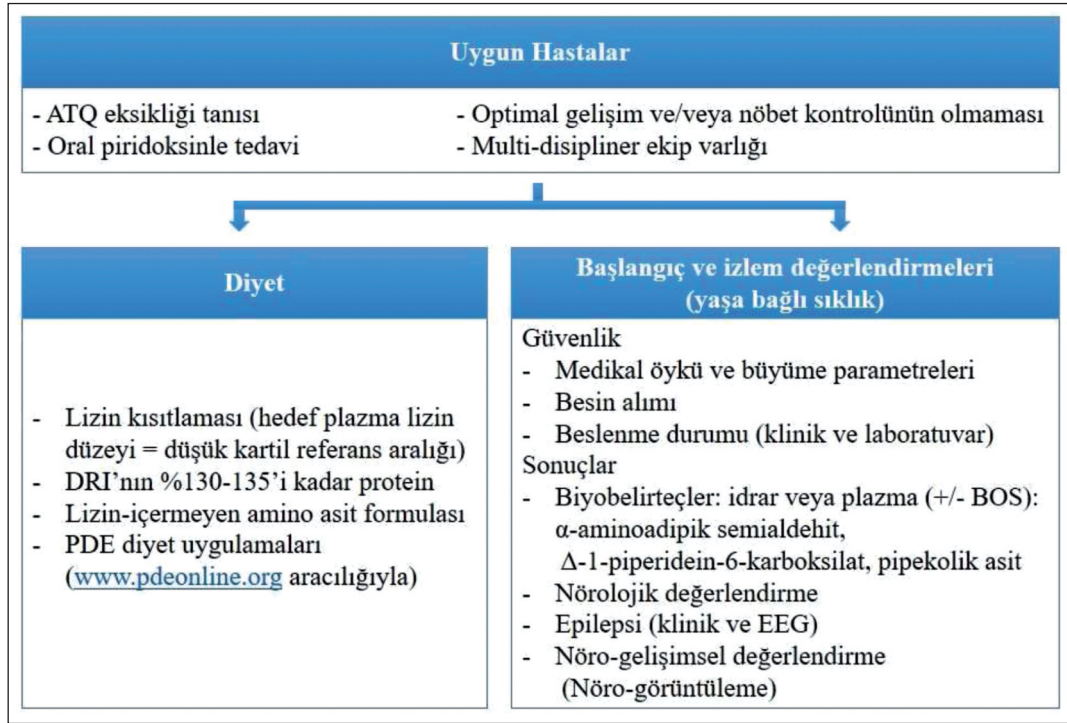 Uygun Hastalar
- ATQ eksikliği tanısı
- Oral piridoksinle tedavi
- Optimal gelişim ve/veya nöbet kontrolünün olmaması
- Multi-disipliner ekip varlığı
Diyet
- Lizin kısıtlaması (hedef plazma lizin
düzeyi = düşük kartil referans aralığı)
- DRI’nın %130-135’i kadar protein
- Lizin-içermeyen amino asit formulası
- PDE diyet uygulamaları
(www.pdeonline.org aracılığıyla)
Başlangıç ve izlem değerlendirmeleri
(yaşa bağlı sıklık)
Güvenlik
- Medikal öykü ve büyüme parametreleri
- Besin alımı
- Beslenme durumu (klinik ve laboratuvar)
Sonuçlar
- Biyobelirteçler: idrar veya plazma (+/- BOS):
α-aminoadipik semialdehit,
Δ-1-piperidein-6-karboksilat, pipekolik asit
- Nörolojik değerlendirme
- Epilepsi (klinik ve EEG)
- Nöro-gelişimsel değerlendirme
(Nöro-görüntüleme)